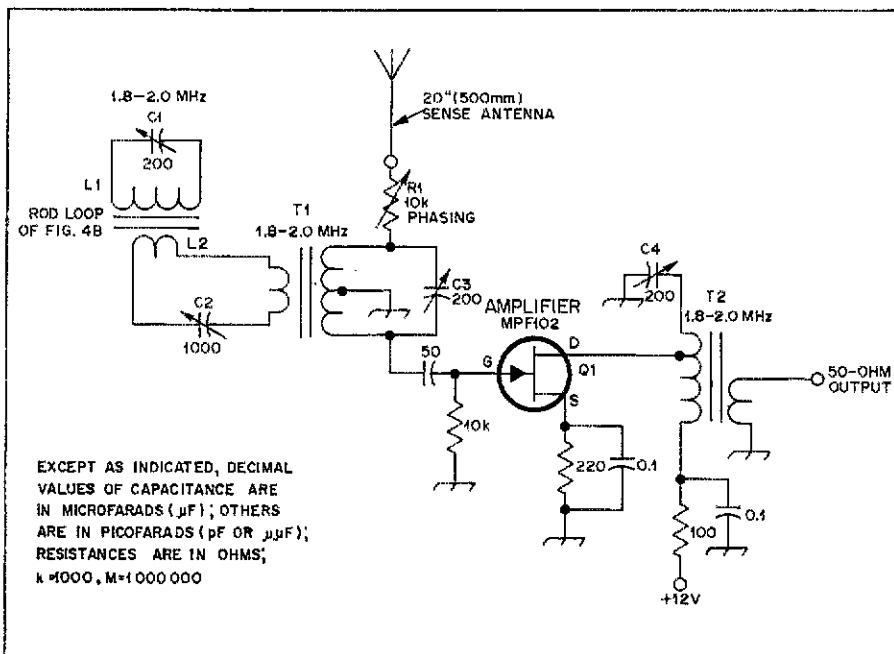 1.8-2.0 MHz
C1
200
L1
ROD LOOP
OF FIG. 4B
L2
C2
1000
T1
1.8-2.0 MHz
20"(500mm)
SENSE ANTENNA
R1
10k
PHASING
C3
200
AMPLIFIER
MPF102
50
G
D
Q1
S
10k
220
0.1
C4
200
T2
1.8-2.0 MHz
50-OHM
OUTPUT
100
0.1
+12V
EXCEPT AS INDICATED, DECIMAL
VALUES OF CAPACITANCE ARE
IN MICROFARADS (µF); OTHERS
ARE IN PICOFARADS (pF OR µµF);
RESISTANCES ARE IN OHMS;
k=1000, M=1000 000